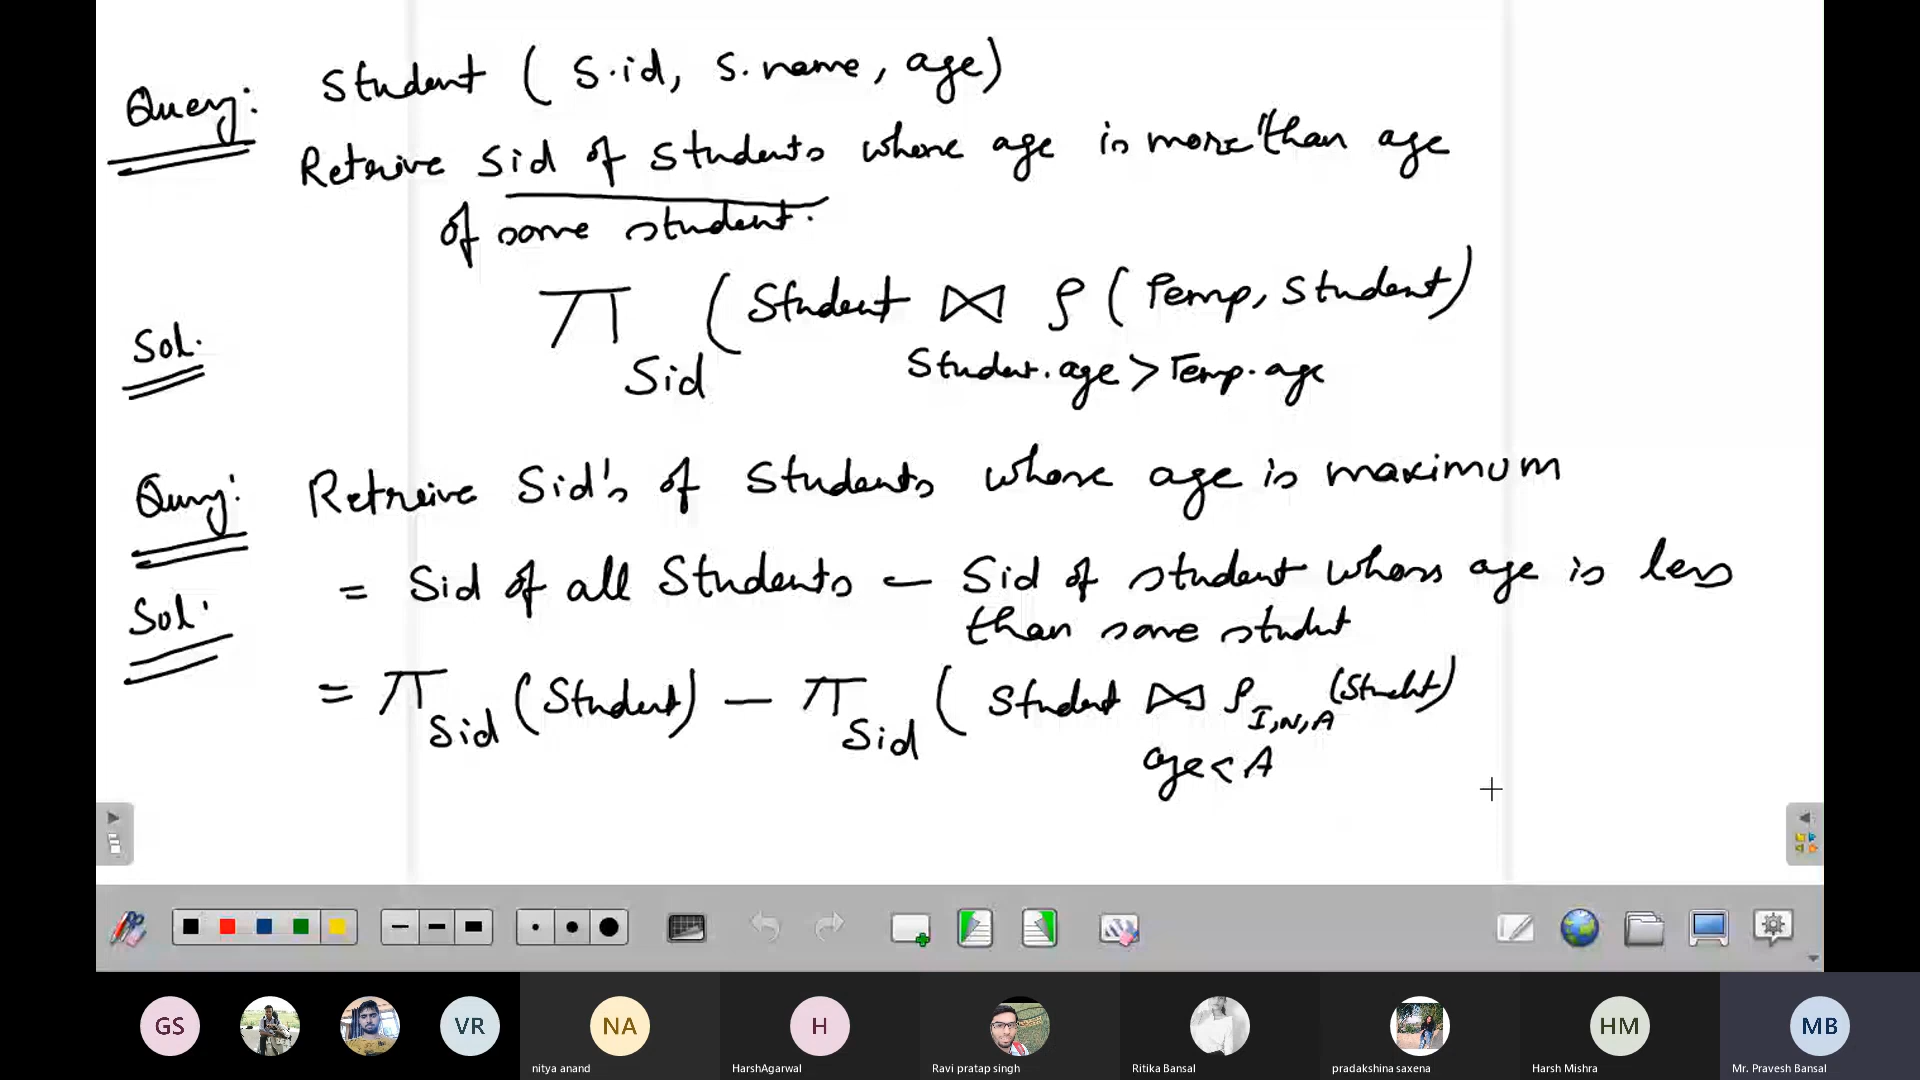 Query: Student ( S.id, S.name, age)
Retrive Sid of Students whose age is more than age
of some student.
Sol. π Sid (Student ⋈ ρ (Temp, Student)
Student.age > Temp.age
Query: Retreive Sid's of Students whose age is maximum
Sol: = Sid of all Students – Sid of student whose age is less
than some student
= π Sid (Student) – π Sid ( Student ⋈ ρ I,N,A (Student)
age < A
GS VR NA H HM MB
nitya anand HarshAgarwal Ravi pratap singh Ritika Bansal pradakshina saxena Harsh Mishra Mr. Pravesh Bansal